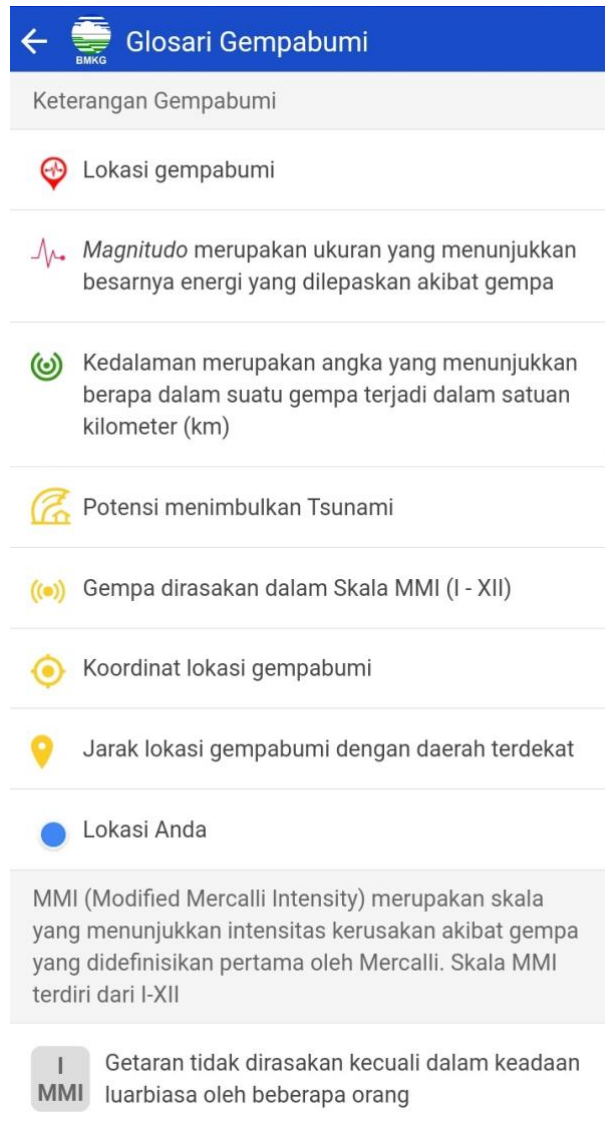 BMKG
Glosari Gempabumi
Keterangan Gempabumi
Lokasi gempabumi
Magnitudo merupakan ukuran yang menunjukkan
besarnya energi yang dilepaskan akibat gempa
Kedalaman merupakan angka yang menunjukkan
berapa dalam suatu gempa terjadi dalam satuan
kilometer (km)
Potensi menimbulkan Tsunami
Gempa dirasakan dalam Skala MMI (I - XII)
Koordinat lokasi gempabumi
Jarak lokasi gempabumi dengan daerah terdekat
Lokasi Anda
MMI (Modified Mercalli Intensity) merupakan skala
yang menunjukkan intensitas kerusakan akibat gempa
yang didefinisikan pertama oleh Mercalli. Skala MMI
terdiri dari I-XII
I
MMI
Getaran tidak dirasakan kecuali dalam keadaan
luarbiasa oleh beberapa orang